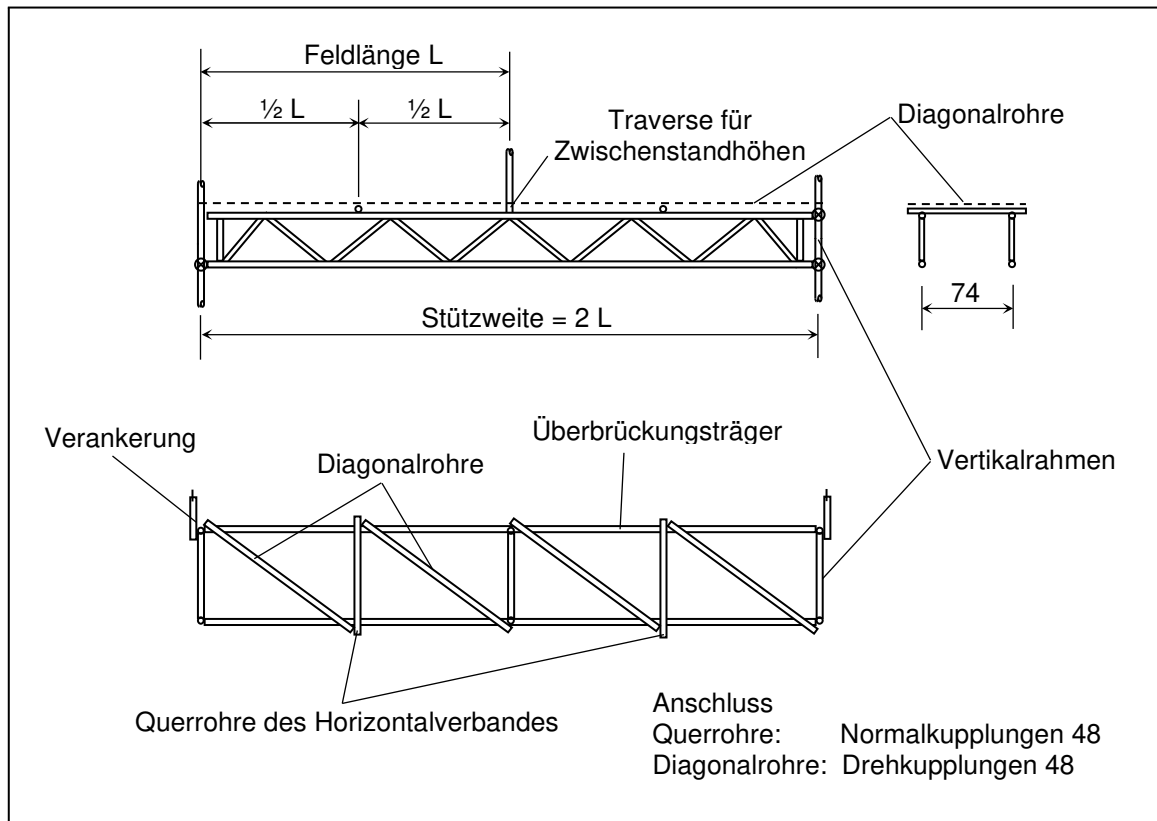 Feldlänge L
½ L
½ L
Traverse für
Zwischenstandhöhen
Diagonalrohre
74
Stützweite = 2 L
Verankerung
Diagonalrohre
Überbrückungsträger
Vertikalrahmen
Querrohre des Horizontalverbandes
Anschluss
Querrohre: Normalkupplungen 48
Diagonalrohre: Drehkupplungen 48